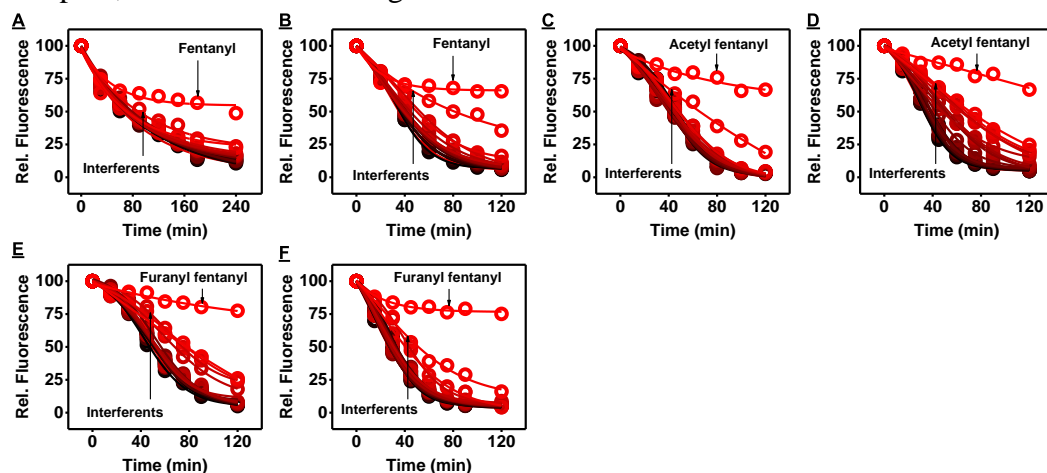 A
Rel. Fluorescence
100
75
50
25
0
Fentanyl
Interferents
0 80 160 240
Time (min)
B
Rel. Fluorescence
100
75
50
25
0
Fentanyl
Interferents
0 40 80 120
Time (min)
C
Rel. Fluorescence
100
75
50
25
0
Acetyl fentanyl
Interferents
0 40 80 120
Time (min)
D
Rel. Fluorescence
100
75
50
25
0
Acetyl fentanyl
Interferents
0 40 80 120
Time (min)
E
Rel. Fluorescence
100
75
50
25
0
Furanyl fentanyl
Interferents
0 40 80 120
Time (min)
F
Rel. Fluorescence
100
75
50
25
0
Furanyl fentanyl
Interferents
0 40 80 120
Time (min)